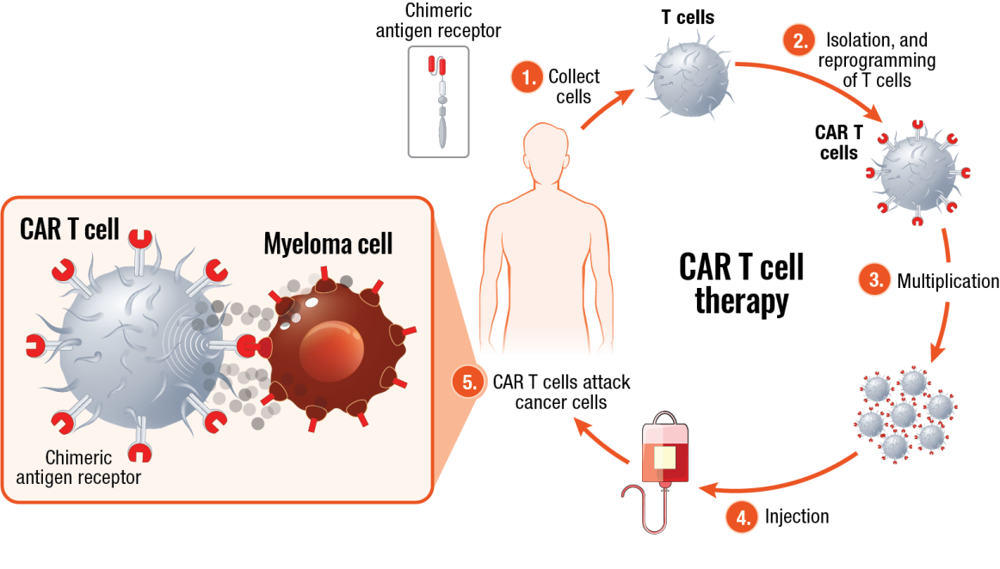 Chimeric
antigen receptor
1. Collect
cells
T cells
2. Isolation, and
reprogramming
of T cells
CAR T
cells
CAR T cell
therapy
3. Multiplication
4. Injection
5. CAR T cells attack
cancer cells
CAR T cell
Myeloma cell
Chimeric
antigen receptor